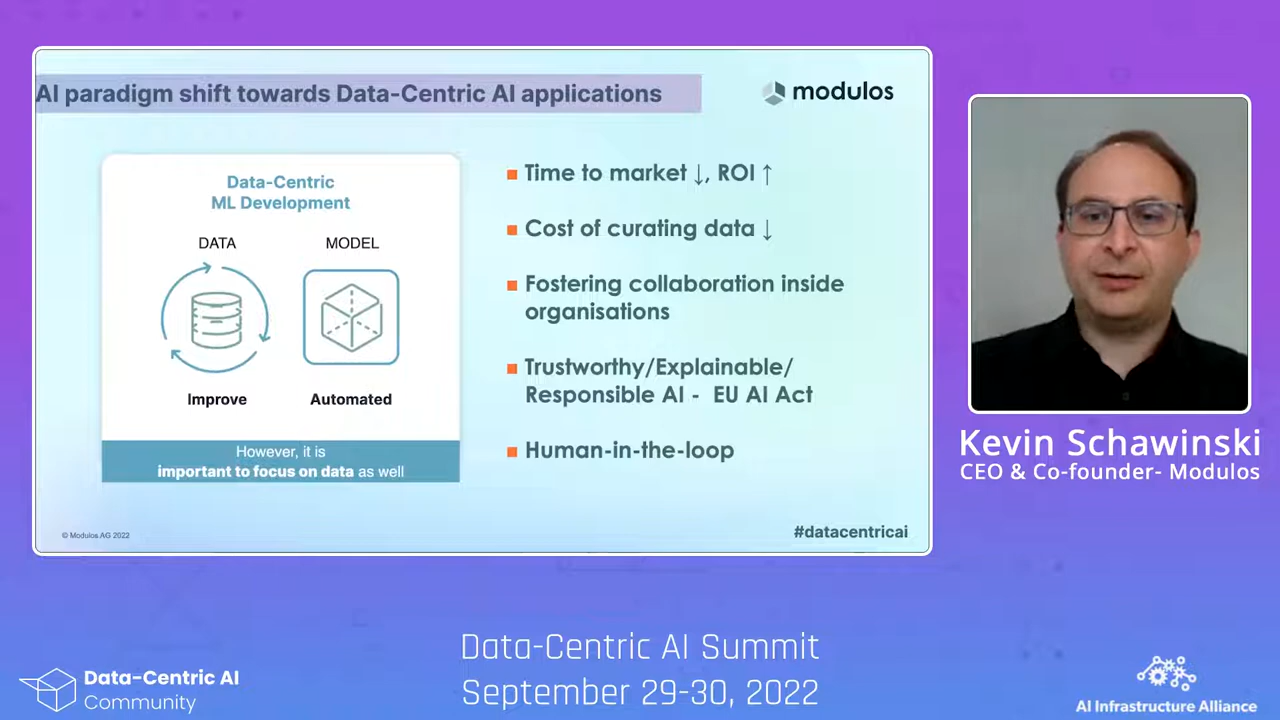 AI paradigm shift towards Data-Centric AI applications
modulos
Data-Centric
ML Development
DATA
MODEL
Improve
Automated
However, it is
important to focus on data as well
Time to market ↓, ROI ↑
Cost of curating data ↓
Fostering collaboration inside
organisations
Trustworthy/Explainable/
Responsible AI - EU AI Act
Human-in-the-loop
© Modulos AG 2022
#datacentricai
Kevin Schawinski
CEO & Co-founder- Modulos
Data-Centric AI Summit
September 29-30, 2022
Data-Centric AI
Community
AI Infrastructure Alliance